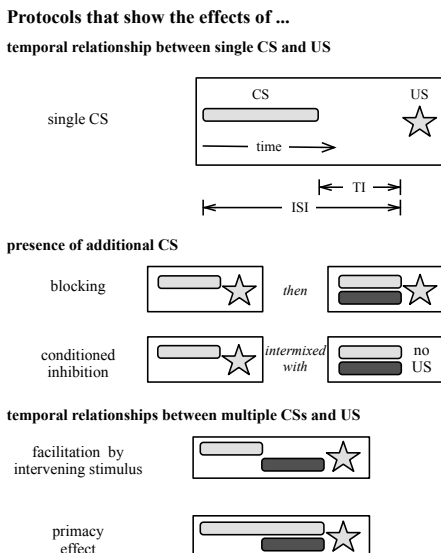 Protocols that show the effects of ...
temporal relationship between single CS and US
CS US
single CS
time
TI
ISI
presence of additional CS
blocking then
conditioned inhibition intermixed with no US
temporal relationships between multiple CSs and US
facilitation by
intervening stimulus
primacy
effect